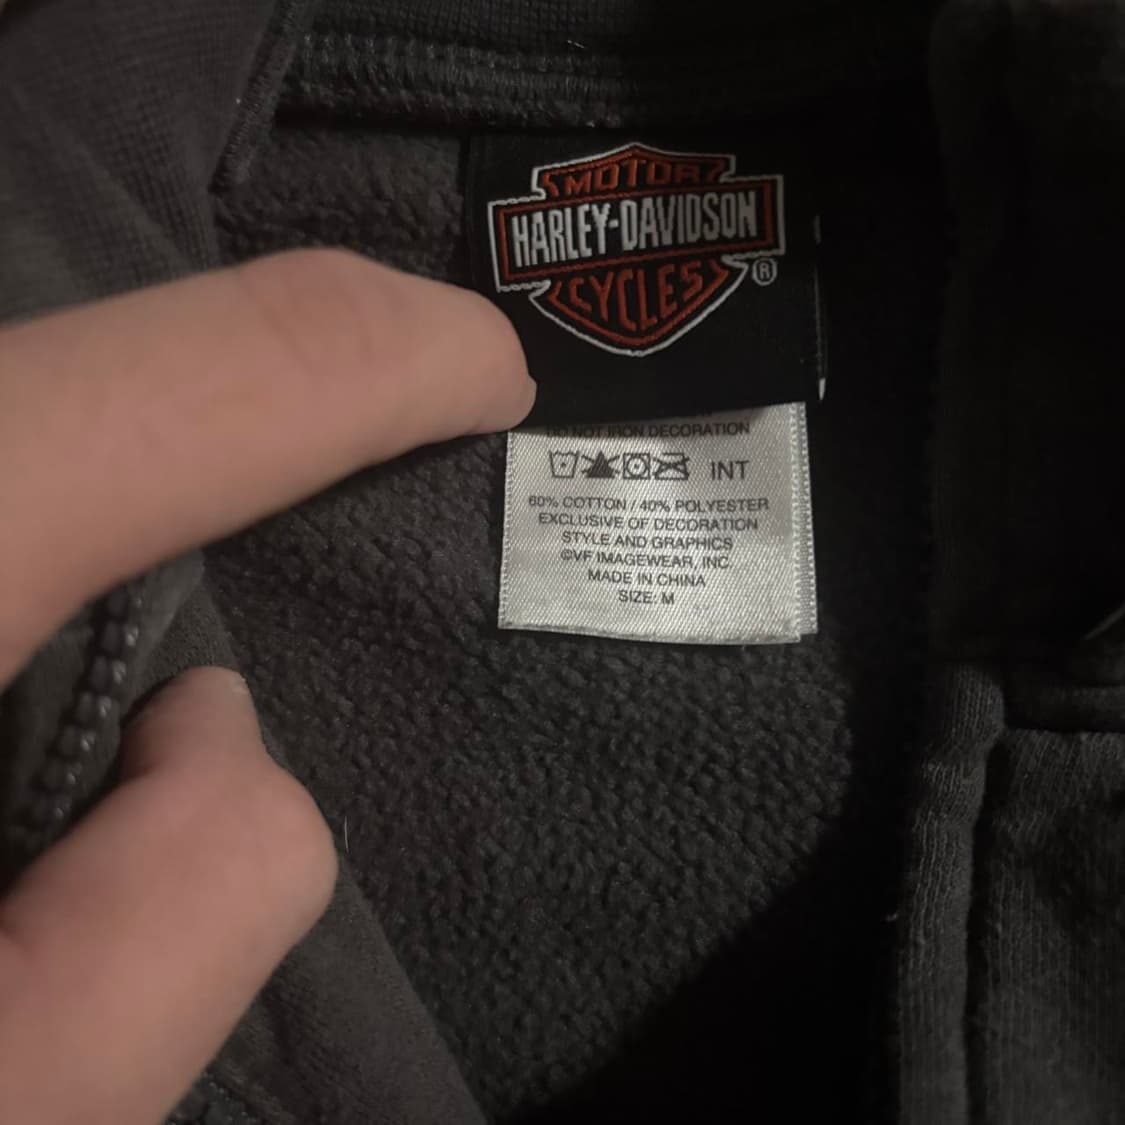 MOTOR
HARLEY-DAVIDSON
CYCLES
®
DO NOT IRON DECORATION
INT
60% COTTON / 40% POLYESTER
EXCLUSIVE OF DECORATION
STYLE AND GRAPHICS
©VF IMAGEWEAR, INC.
MADE IN CHINA
SIZE: M